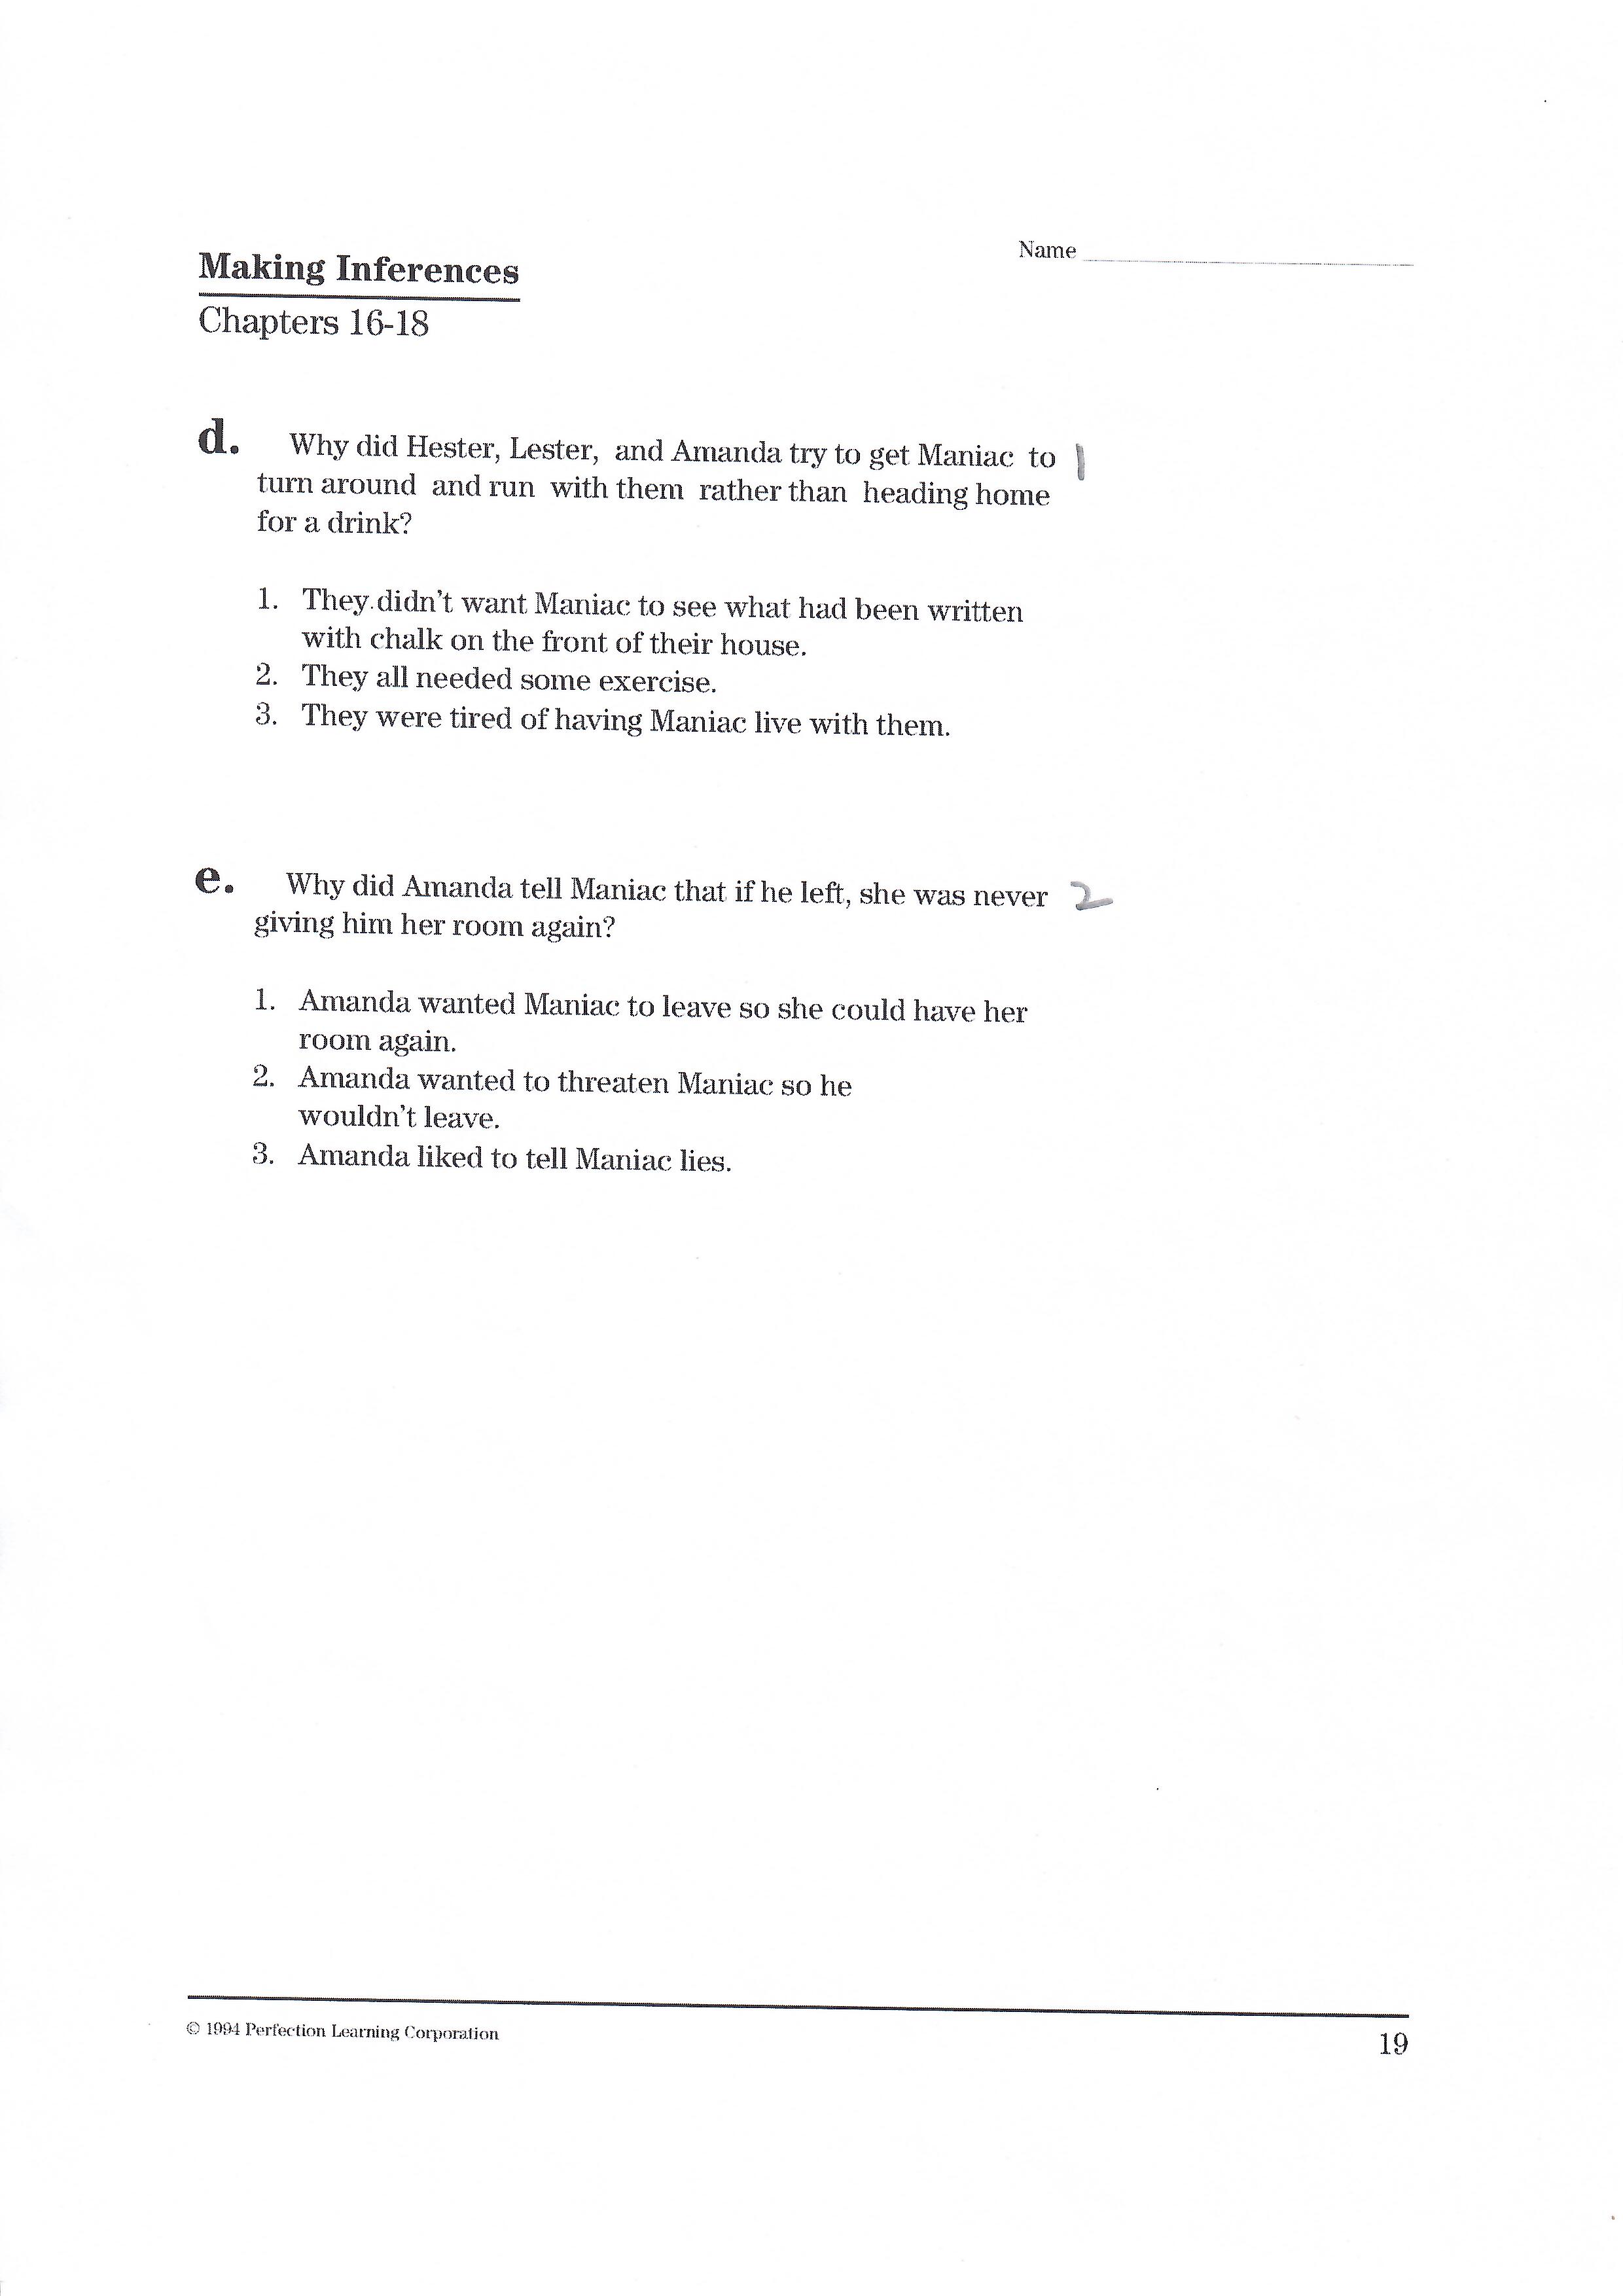 Name
Making Inferences
Chapters 16-18
d. Why did Hester, Lester, and Amanda try to get Maniac to 1
turn around and run with them rather than heading home
for a drink?
1. They didn't want Maniac to see what had been written
with chalk on the front of their house.
2. They all needed some exercise.
3. They were tired of having Maniac live with them.
e. Why did Amanda tell Maniac that if he left, she was never 2
giving him her room again?
1. Amanda wanted Maniac to leave so she could have her
room again.
2. Amanda wanted to threaten Maniac so he
wouldn't leave.
3. Amanda liked to tell Maniac lies.
© 1994 Perfection Learning Corporation
19